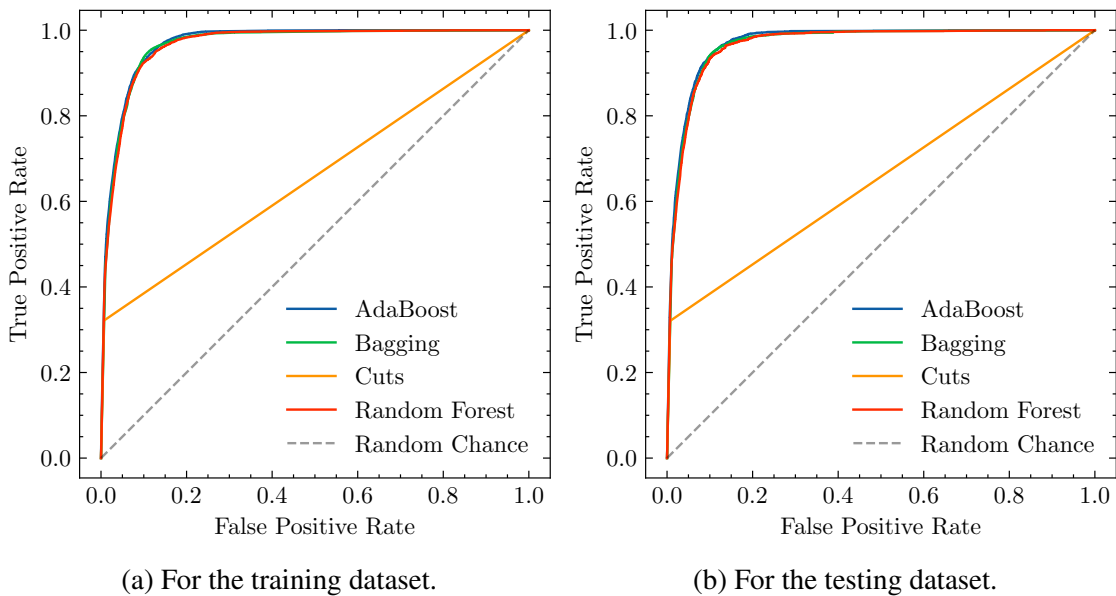 1.0
0.8
0.6
0.4
0.2
0.0
True Positive Rate
AdaBoost
Bagging
Cuts
Random Forest
Random Chance
0.0 0.2 0.4 0.6 0.8 1.0
False Positive Rate
(a) For the training dataset.
1.0
0.8
0.6
0.4
0.2
0.0
True Positive Rate
AdaBoost
Bagging
Cuts
Random Forest
Random Chance
0.0 0.2 0.4 0.6 0.8 1.0
False Positive Rate
(b) For the testing dataset.